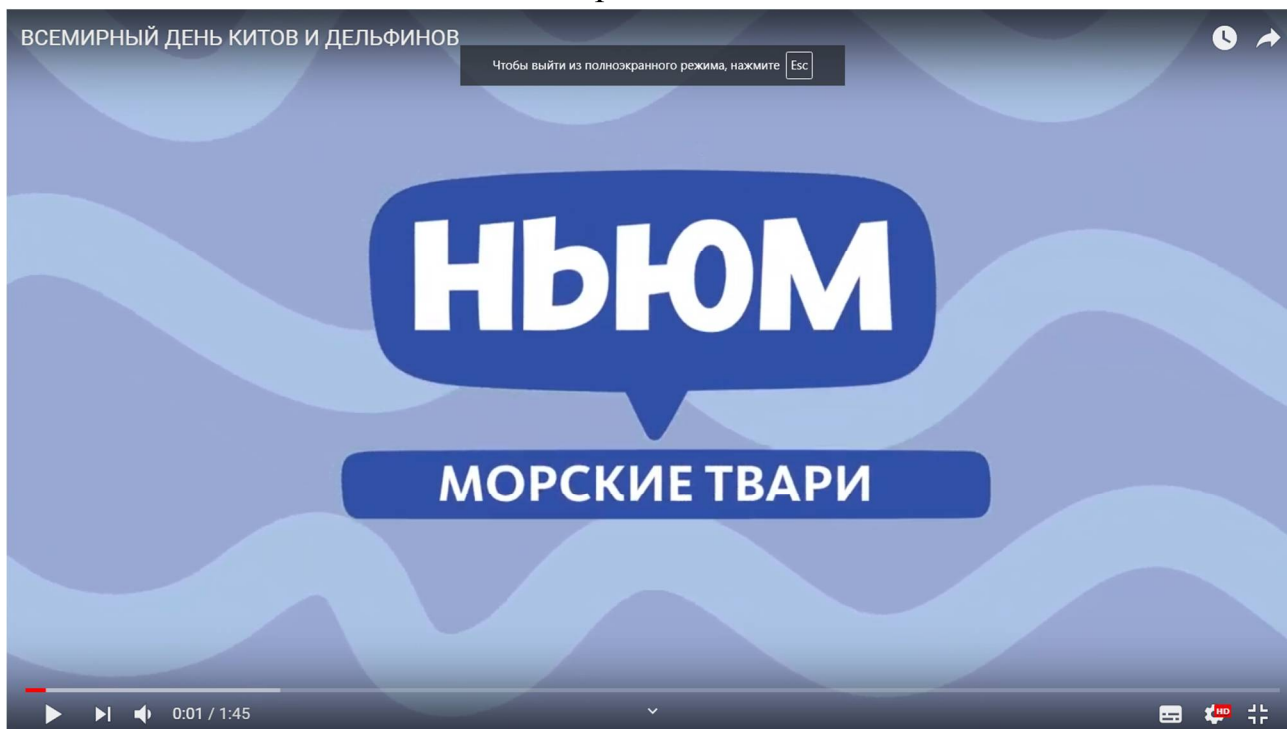 ВСЕМИРНЫЙ ДЕНЬ КИТОВ И ДЕЛЬФИНОВ
Чтобы выйти из полноэкранного режима, нажмите Esc
НЬЮМ
МОРСКИЕ ТВАРИ
0:01 / 1:45
HD